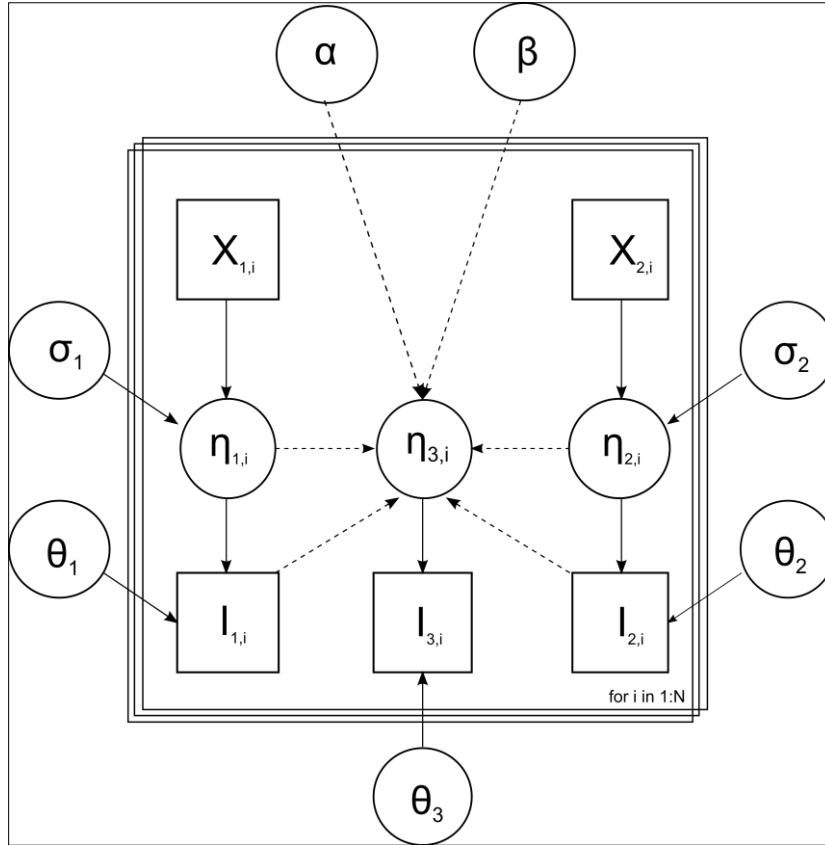 α β
X₁,ᵢ X₂,ᵢ
σ₁ σ₂
η₁,ᵢ η₃,ᵢ η₂,ᵢ
θ₁ θ₂
I₁,ᵢ I₃,ᵢ I₂,ᵢ
for i in 1:N
θ₃